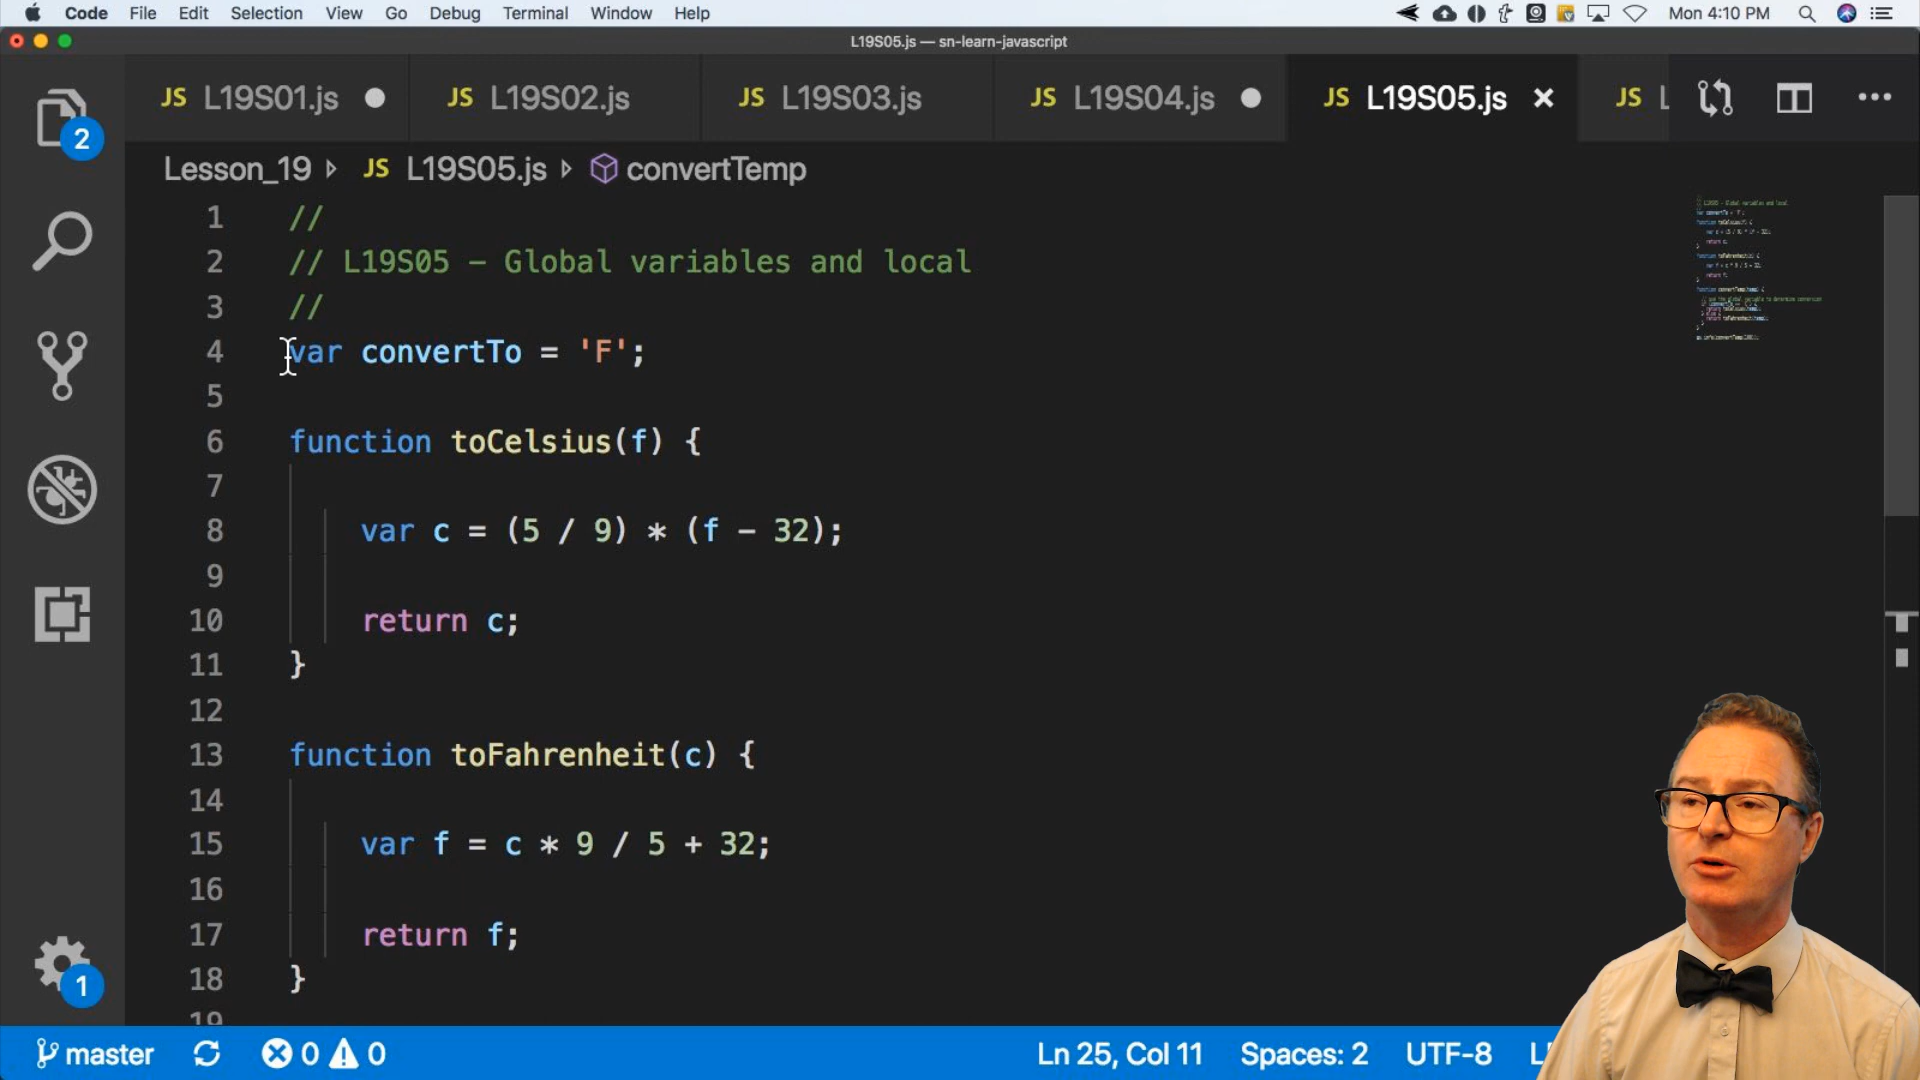 Code File Edit Selection View Go Debug Terminal Window Help Mon 4:10 PM
L19S05.js — sn-learn-javascript
JS L19S01.js JS L19S02.js JS L19S03.js JS L19S04.js JS L19S05.js JS L
2
Lesson_19 JS L19S05.js convertTemp
1 //
2 // L19S05 - Global variables and local
3 //
4 var convertTo = 'F';
5
6 function toCelsius(f) {
7
8 var c = (5 / 9) * (f - 32);
9
10 return c;
11 }
12
13 function toFahrenheit(c) {
14
15 var f = c * 9 / 5 + 32;
16
17 return f;
18 }
19
1
master 0 0 Ln 25, Col 11 Spaces: 2 UTF-8